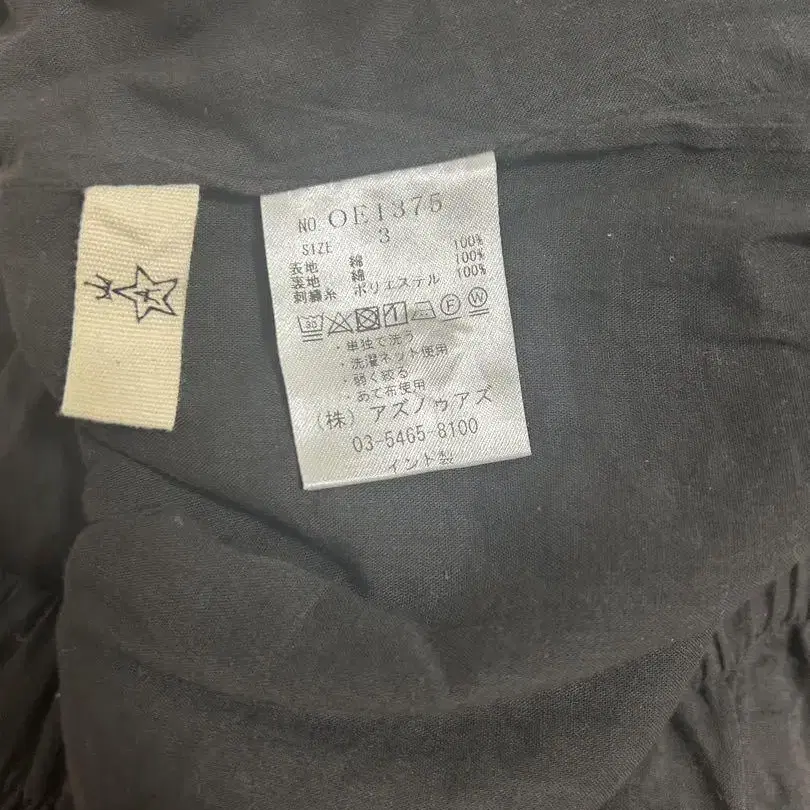 NO. OE1375
SIZE 3
表地 綿 100%
裏地 綿 100%
刺繍糸 ポリエステル 100%
30 F W
・単独で洗う
・洗濯ネット使用
・弱く絞る
・あて布使用
(株) アズノゥアズ
03-5465-8100
インド製